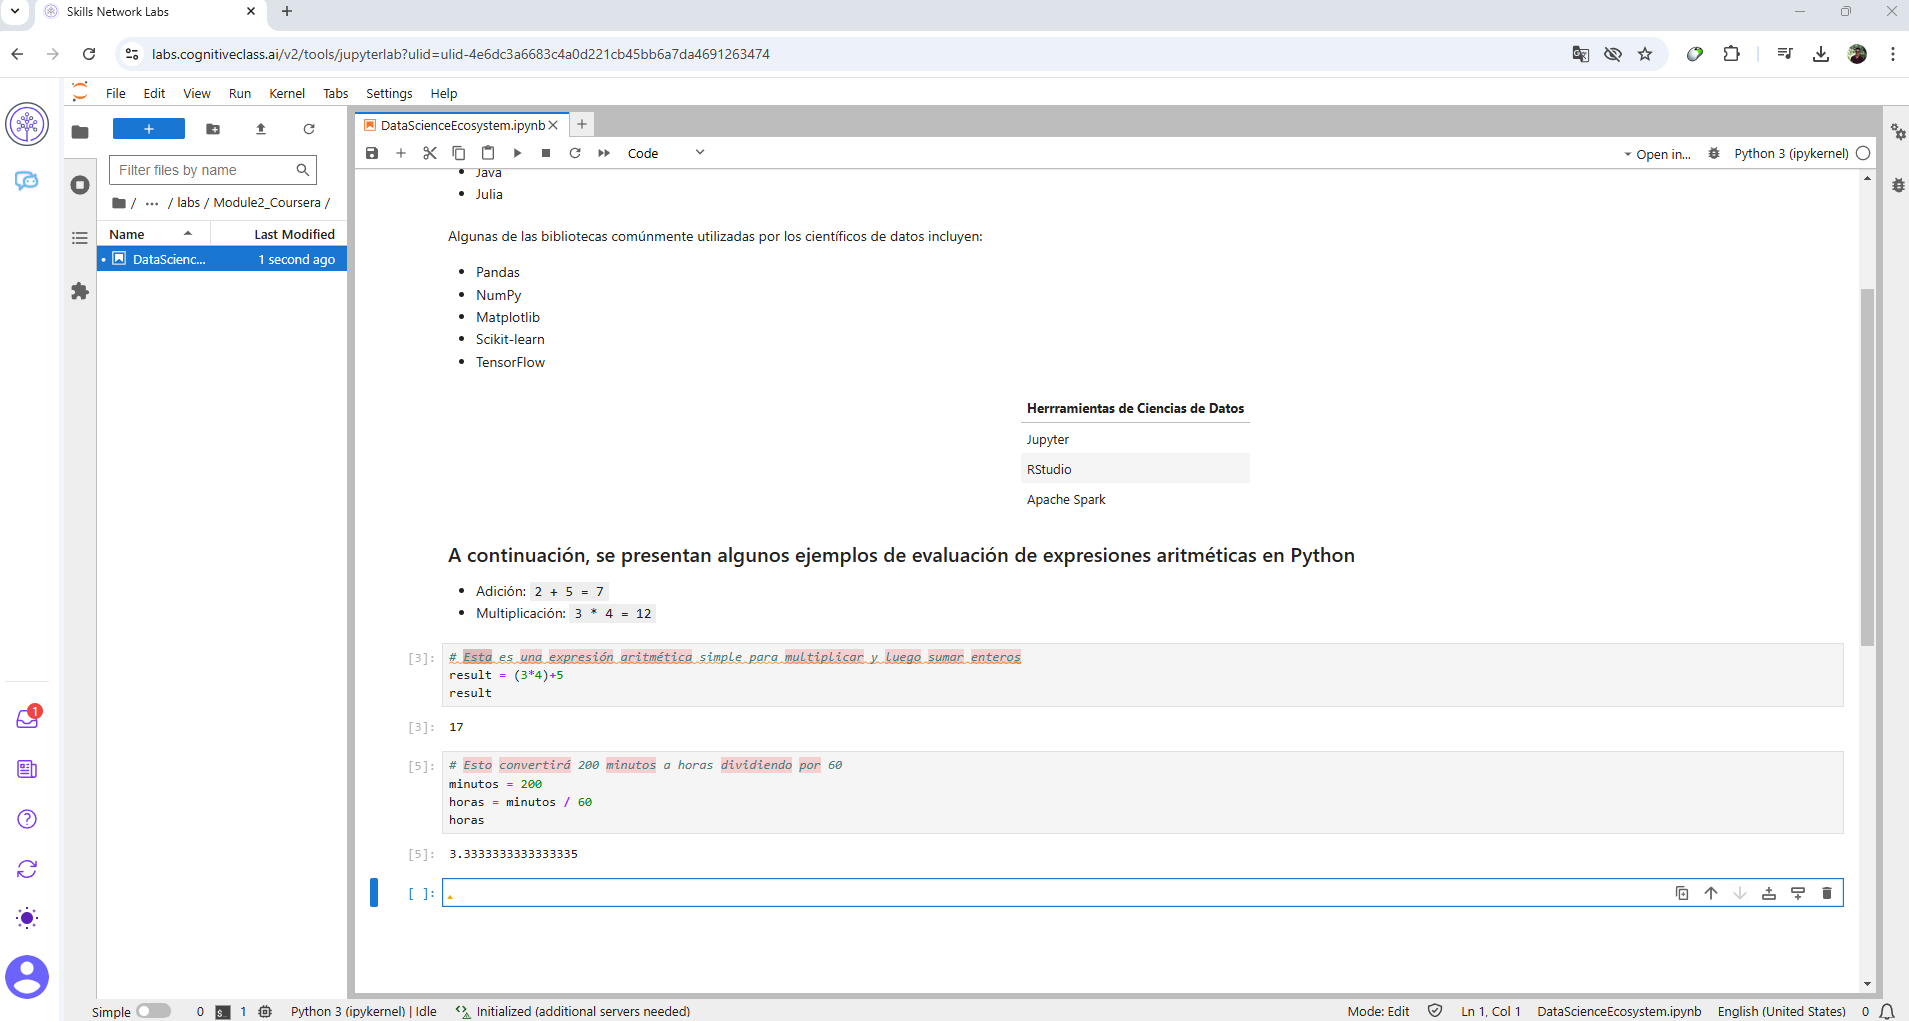 Skills Network Labs
labs.cognitiveclass.ai/v2/tools/jupyterlab?ulid=ulid-4e6dc3a6683c4a0d221cb45bb6a7da4691263474
File Edit View Run Kernel Tabs Settings Help
DataScienceEcosystem.ipynb
Code
Open in...
Python 3 (ipykernel)
Filter files by name
/ ... / labs / Module2_Coursera /
Name Last Modified
DataScienc... 1 second ago
Java
Julia
Algunas de las bibliotecas comúnmente utilizadas por los científicos de datos incluyen:
Pandas
NumPy
Matplotlib
Scikit-learn
TensorFlow
Herrramientas de Ciencias de Datos
Jupyter
RStudio
Apache Spark
A continuación, se presentan algunos ejemplos de evaluación de expresiones aritméticas en Python
Adición: 2 + 5 = 7
Multiplicación: 3 * 4 = 12
[3]: # Esta es una expresión aritmética simple para multiplicar y luego sumar enteros
result = (3*4)+5
result
[3]: 17
[5]: # Esto convertirá 200 minutos a horas dividiendo por 60
minutos = 200
horas = minutos / 60
horas
[5]: 3.3333333333333335
[ ]:
1
Simple 0 $_ 1 Python 3 (ipykernel) | Idle Initialized (additional servers needed) Mode: Edit Ln 1, Col 1 DataScienceEcosystem.ipynb English (United States) 0